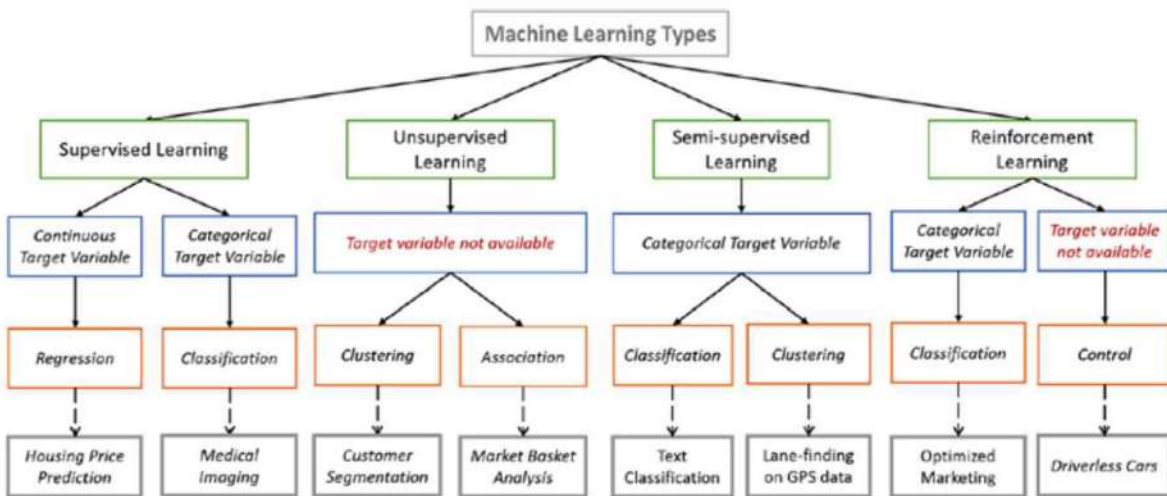 Machine Learning Types
Supervised Learning
Unsupervised
Learning
Semi-supervised
Learning
Reinforcement
Learning
Continuous
Target Variable
Categorical
Target Variable
Target variable not available
Categorical Target Variable
Categorical
Target Variable
Target variable
not available
Regression
Classification
Clustering
Association
Classification
Clustering
Classification
Control
Housing Price
Prediction
Medical
Imaging
Customer
Segmentation
Market Basket
Analysis
Text
Classification
Lane-finding
on GPS data
Optimized
Marketing
Driverless Cars